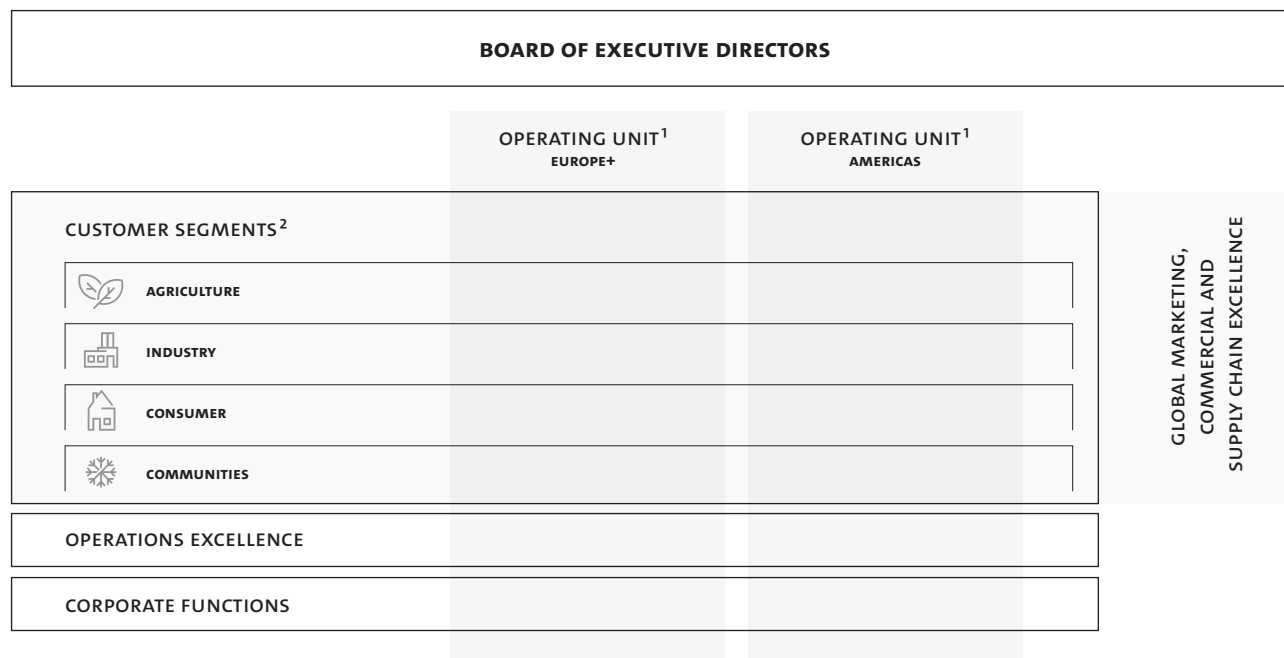 BOARD OF EXECUTIVE DIRECTORS
OPERATING UNIT¹
EUROPE+
OPERATING UNIT¹
AMERICAS
CUSTOMER SEGMENTS²
AGRICULTURE
INDUSTRY
CONSUMER
COMMUNITIES
GLOBAL MARKETING,
COMMERCIAL AND
SUPPLY CHAIN EXCELLENCE
OPERATIONS EXCELLENCE
CORPORATE FUNCTIONS